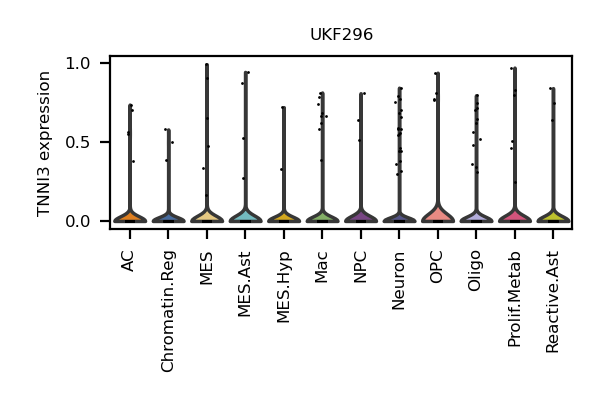 UKF296
TNNI3 expression
1.0
0.5
0.0
AC
Chromatin.Reg
MES
MES.Ast
MES.Hyp
Mac
NPC
Neuron
OPC
Oligo
Prolif.Metab
Reactive.Ast